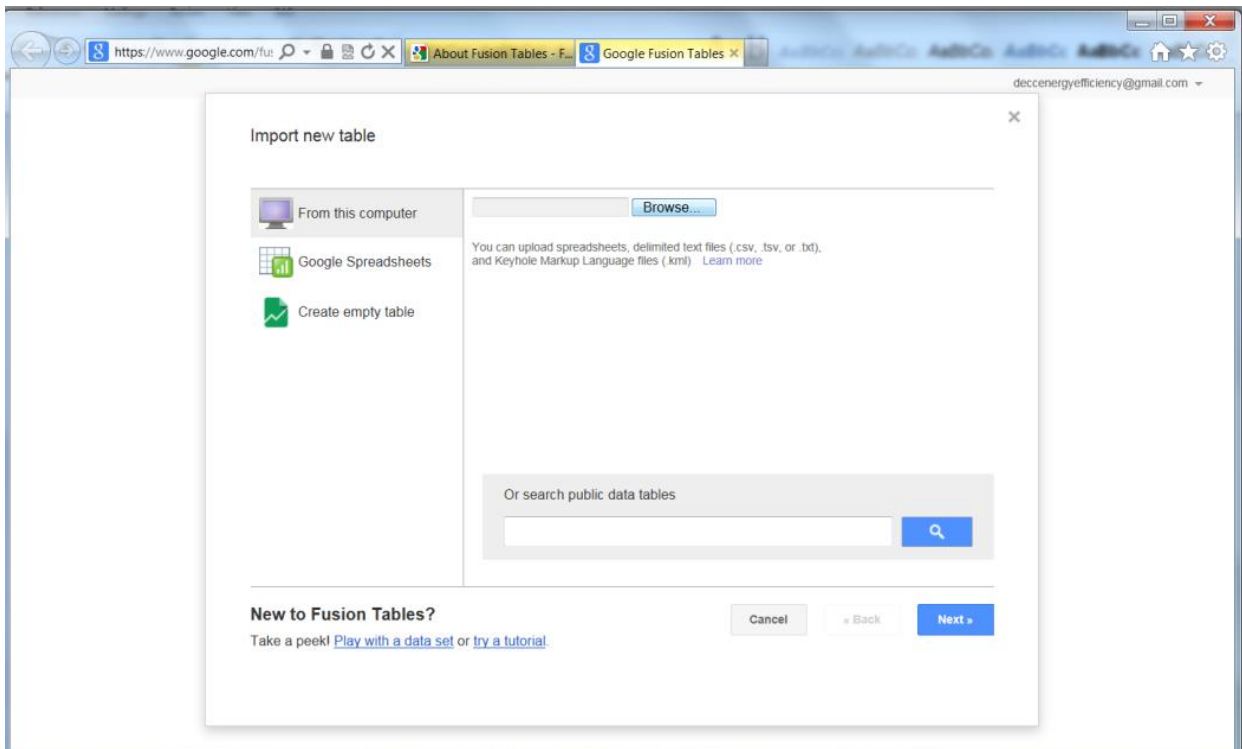 https://www.google.com/fu:
About Fusion Tables - F...
Google Fusion Tables
deccenergyefficiency@gmail.com
Import new table
From this computer
Google Spreadsheets
Create empty table
Browse...
You can upload spreadsheets, delimited text files (.csv, .tsv, or .txt),
and Keyhole Markup Language files (.kml) Learn more
Or search public data tables
New to Fusion Tables?
Take a peek! Play with a data set or try a tutorial.
Cancel
« Back
Next »